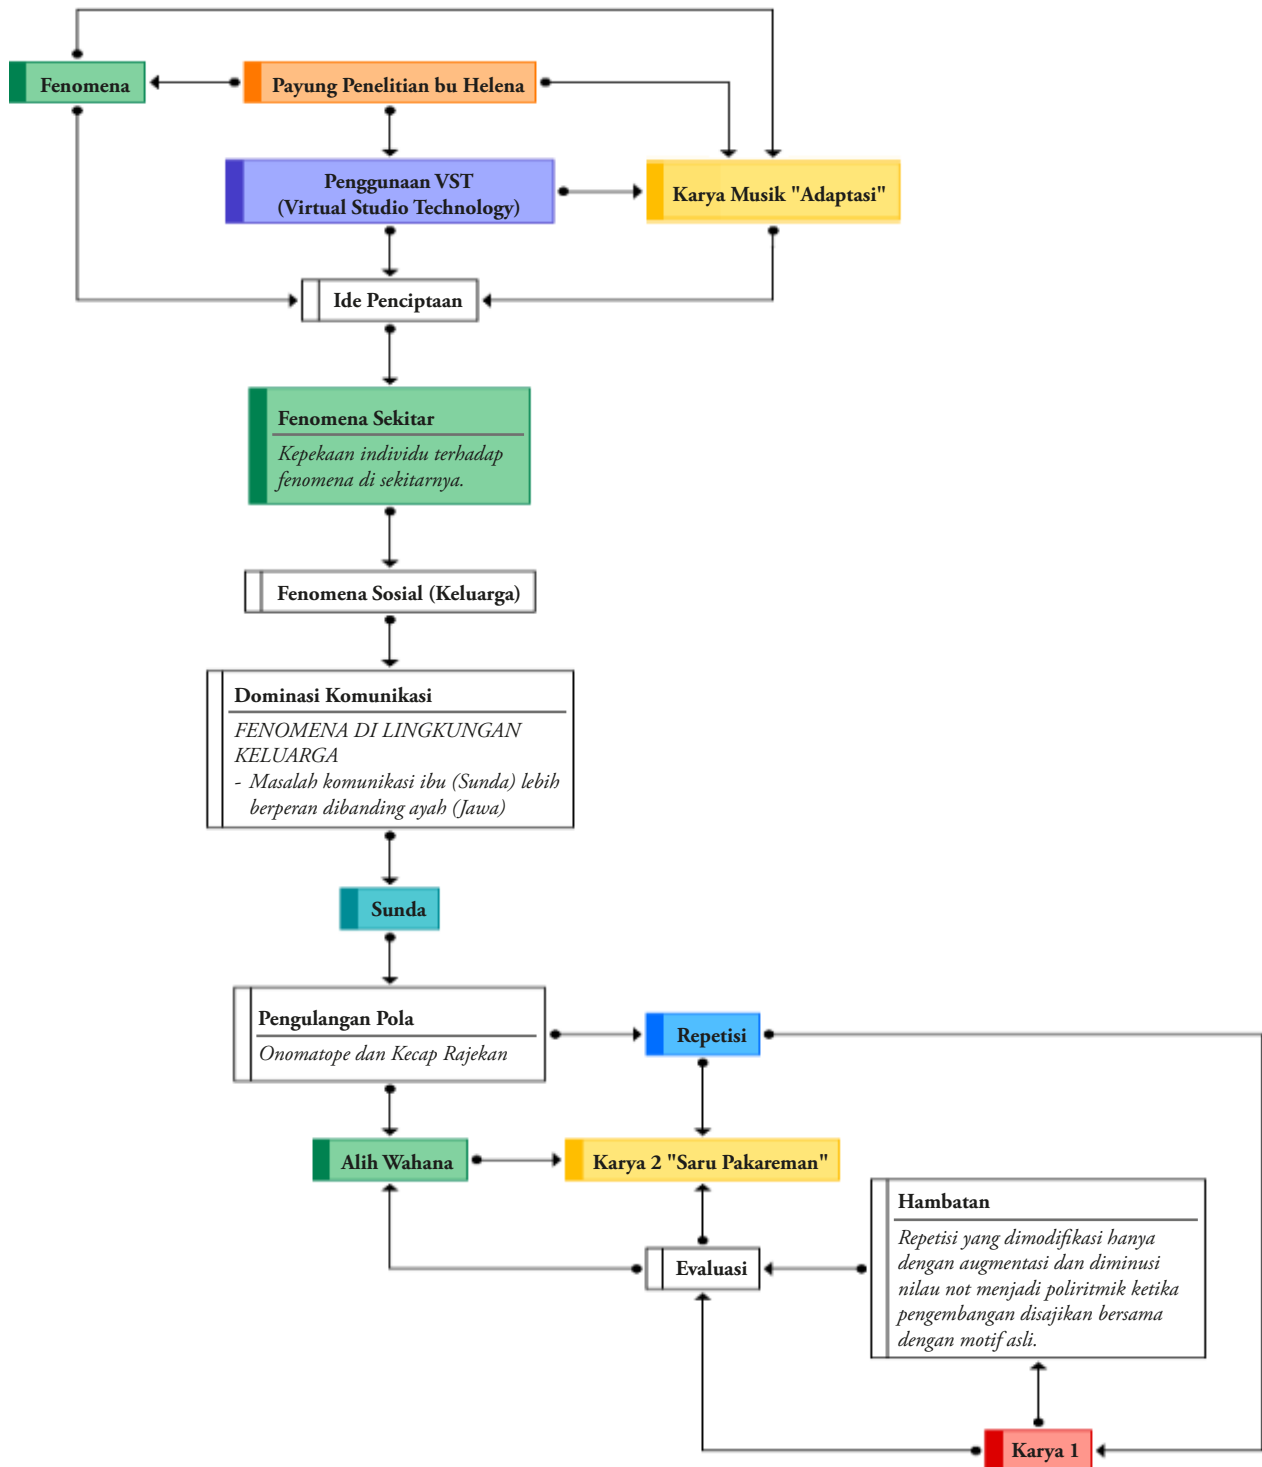 Fenomena
Payung Penelitian bu Helena
Penggunaan VST
(Virtual Studio Technology)
Karya Musik "Adaptasi"
Ide Penciptaan
Fenomena Sekitar
Kepekaan individu terhadap
fenomena di sekitarnya.
Fenomena Sosial (Keluarga)
Dominasi Komunikasi
FENOMENA DI LINGKUNGAN
KELUARGA
- Masalah komunikasi ibu (Sunda) lebih
berperan dibanding ayah (Jawa)
Sunda
Pengulangan Pola
Onomatope dan Kecap Rajekan
Repetisi
Alih Wahana
Karya 2 "Saru Pakareman"
Evaluasi
Hambatan
Repetisi yang dimodifikasi hanya
dengan augmentasi dan diminusi
nilau not menjadi poliritmik ketika
pengembangan disajikan bersama
dengan motif asli.
Karya 1